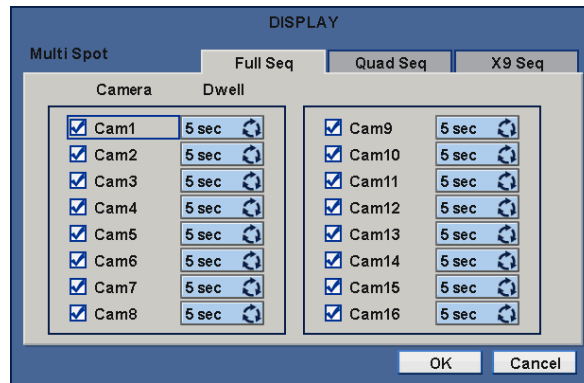 DISPLAY
Multi Spot
Full Seq
Quad Seq
X9 Seq
Camera Dwell
Cam1 5 sec
Cam2 5 sec
Cam3 5 sec
Cam4 5 sec
Cam5 5 sec
Cam6 5 sec
Cam7 5 sec
Cam8 5 sec
Cam9 5 sec
Cam10 5 sec
Cam11 5 sec
Cam12 5 sec
Cam13 5 sec
Cam14 5 sec
Cam15 5 sec
Cam16 5 sec
OK
Cancel